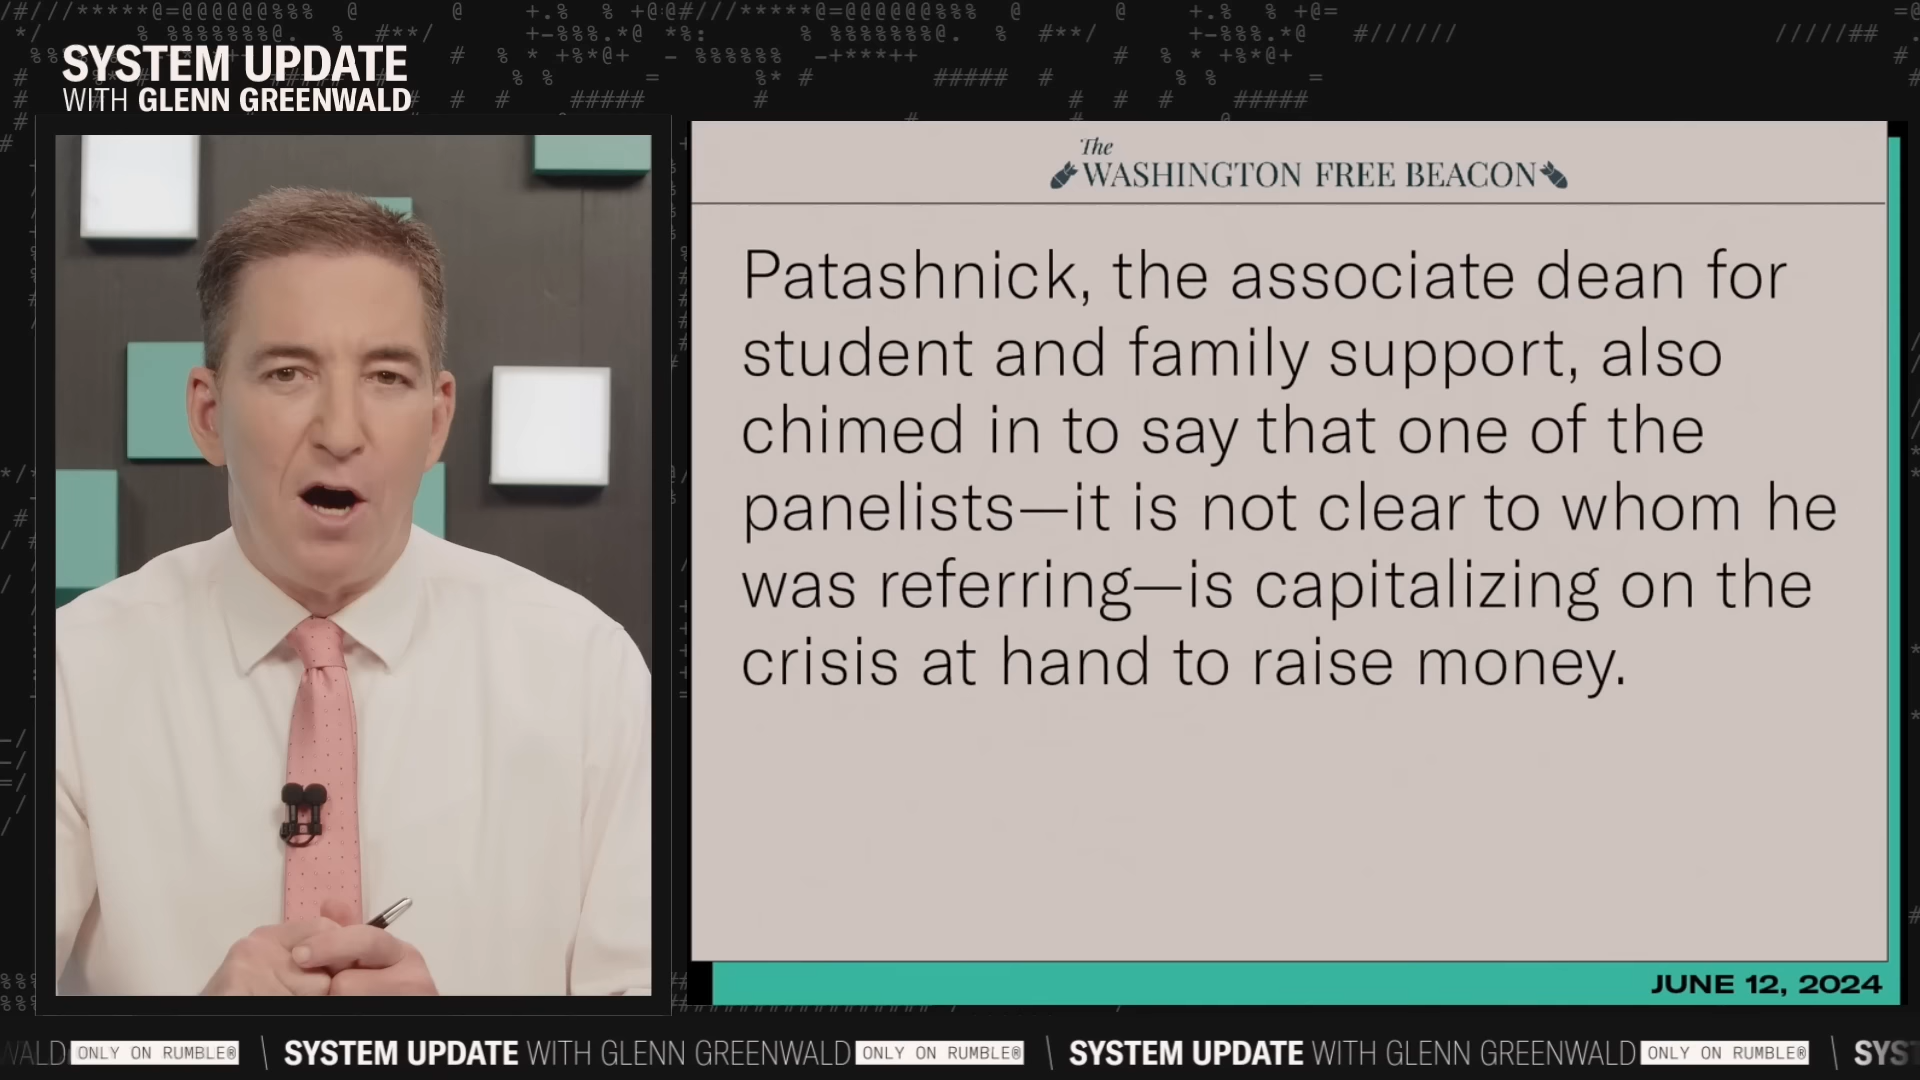 SYSTEM UPDATE
WITH GLENN GREENWALD
The
WASHINGTON FREE BEACON
Patashnick, the associate dean for
student and family support, also
chimed in to say that one of the
panelists—it is not clear to whom he
was referring—is capitalizing on the
crisis at hand to raise money.
JUNE 12, 2024
WALD ONLY ON RUMBLE® \ SYSTEM UPDATE WITH GLENN GREENWALD ONLY ON RUMBLE® \ SYSTEM UPDATE WITH GLENN GREENWALD ONLY ON RUMBLE® \ SYS